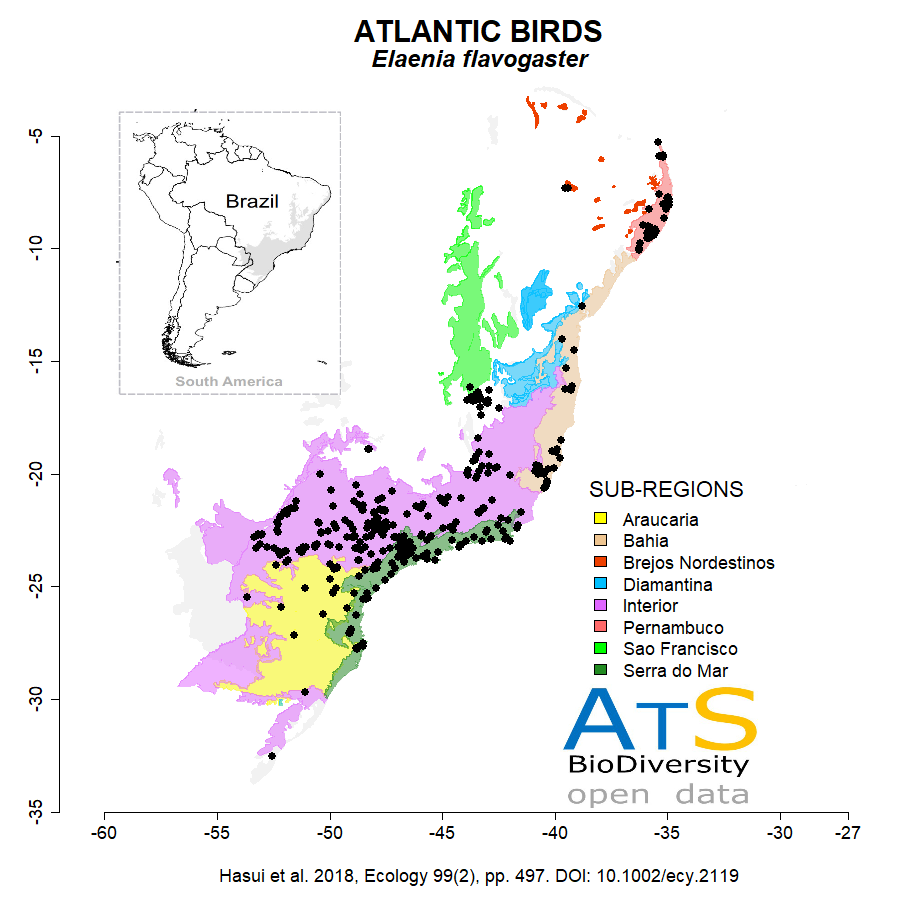 ATLANTIC BIRDS
Elaenia flavogaster
-5
-10
-15
-20
-25
-30
-35
Brazil
South America
SUB-REGIONS
Araucaria
Bahia
Brejos Nordestinos
Diamantina
Interior
Pernambuco
Sao Francisco
Serra do Mar
ATS
BioDiversity
open data
-60 -55 -50 -45 -40 -35 -30 -27
Hasui et al. 2018, Ecology 99(2), pp. 497. DOI: 10.1002/ecy.2119